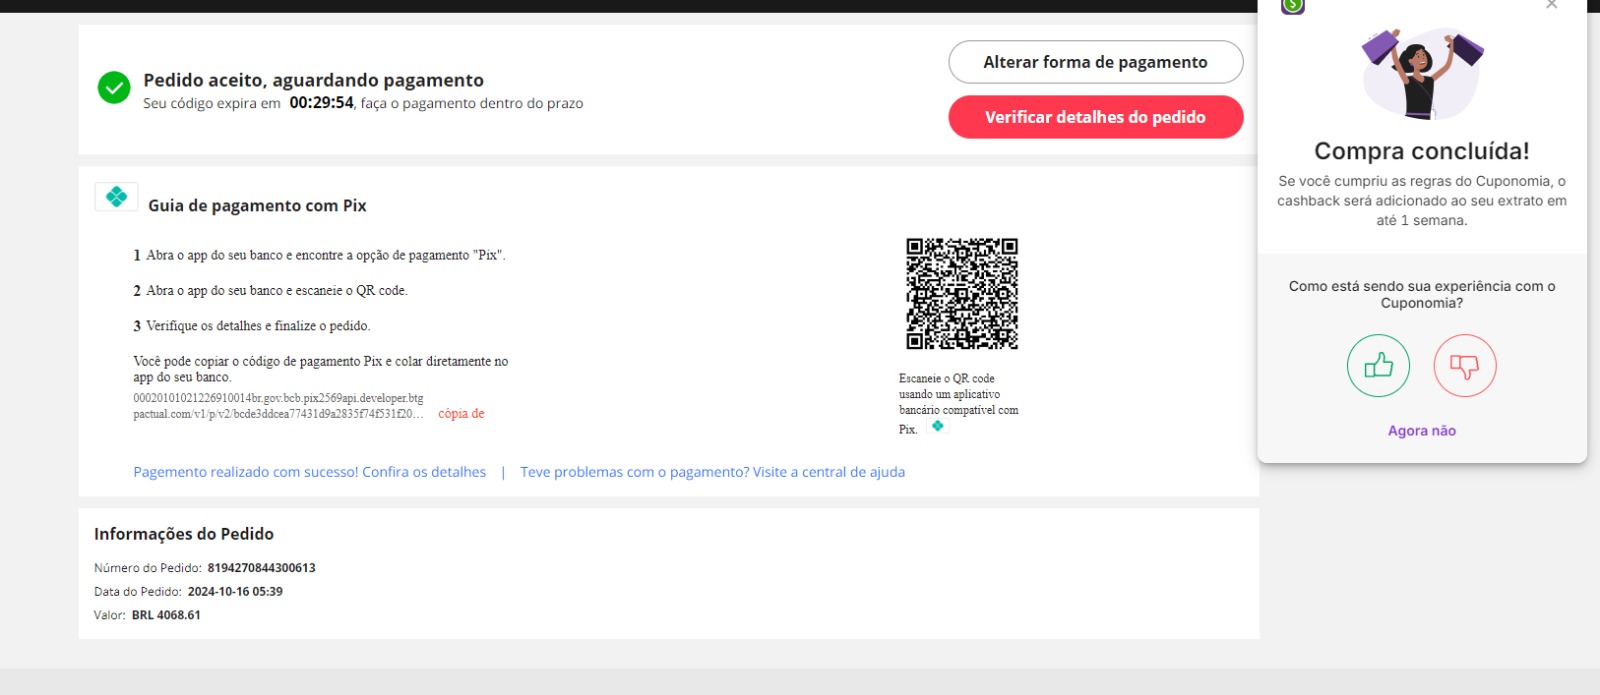 Pedido aceito, aguardando pagamento
Seu código expira em 00:29:54, faça o pagamento dentro do prazo
Alterar forma de pagamento
Verificar detalhes do pedido
Guia de pagamento com Pix
1 Abra o app do seu banco e encontre a opção de pagamento "Pix".
2 Abra o app do seu banco e escaneie o QR code.
3 Verifique os detalhes e finalize o pedido.
Você pode copiar o código de pagamento Pix e colar diretamente no
app do seu banco.
00020101021226910014br.gov.bcb.pix2569api.developer.btg
pactual.com/v1/p/v2/bcde3ddcea77431d9a2835f74f531f20... cópia de
Escaneie o QR code
usando um aplicativo
bancário compatível com
Pix.
Pagemento realizado com sucesso! Confira os detalhes | Teve problemas com o pagamento? Visite a central de ajuda
Informações do Pedido
Número do Pedido: 8194270844300613
Data do Pedido: 2024-10-16 05:39
Valor: BRL 4068.61
Compra concluída!
Se você cumpriu as regras do Cuponomia, o
cashback será adicionado ao seu extrato em
até 1 semana.
Como está sendo sua experiência com o
Cuponomia?
Agora não